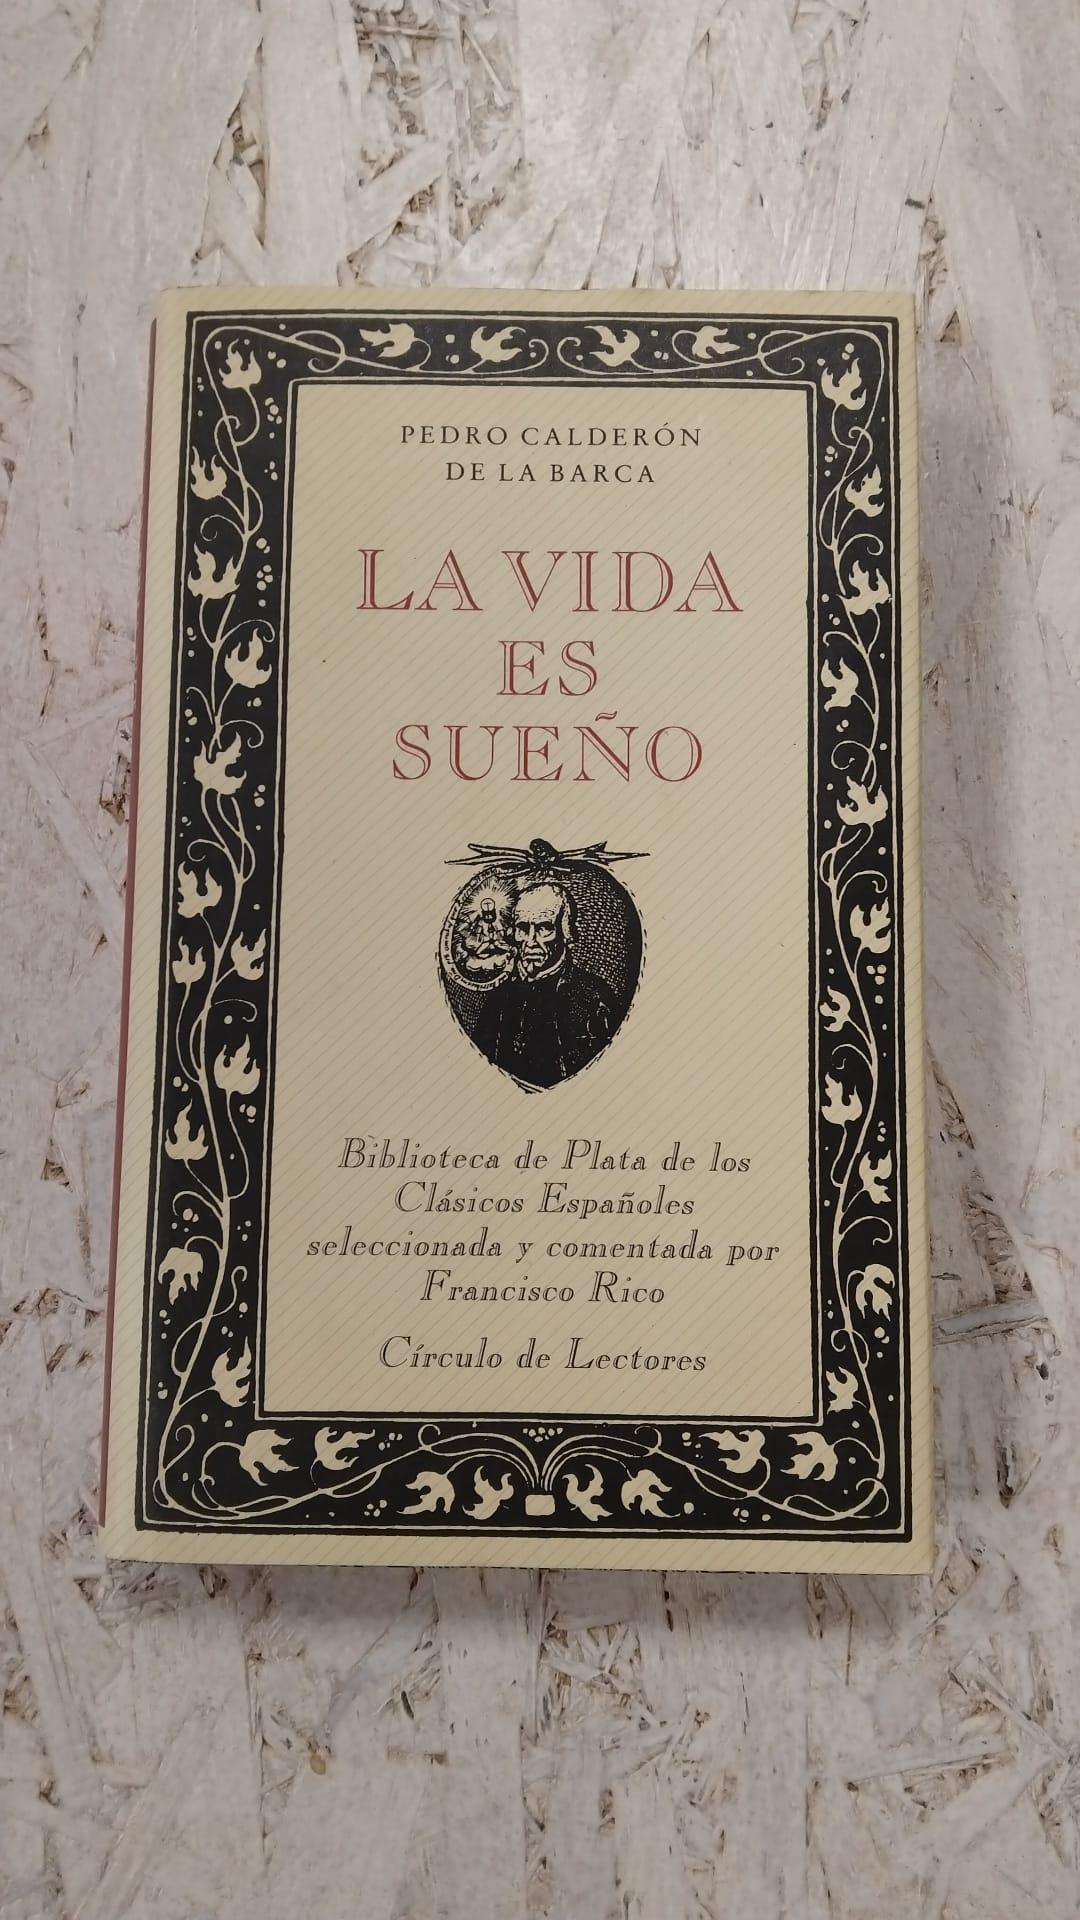 PEDRO CALDERÓN
DE LA BARCA
LA VIDA
ES
SUEÑO
Biblioteca de Plata de los
Clásicos Españoles
seleccionada y comentada por
Francisco Rico
Círculo de Lectores